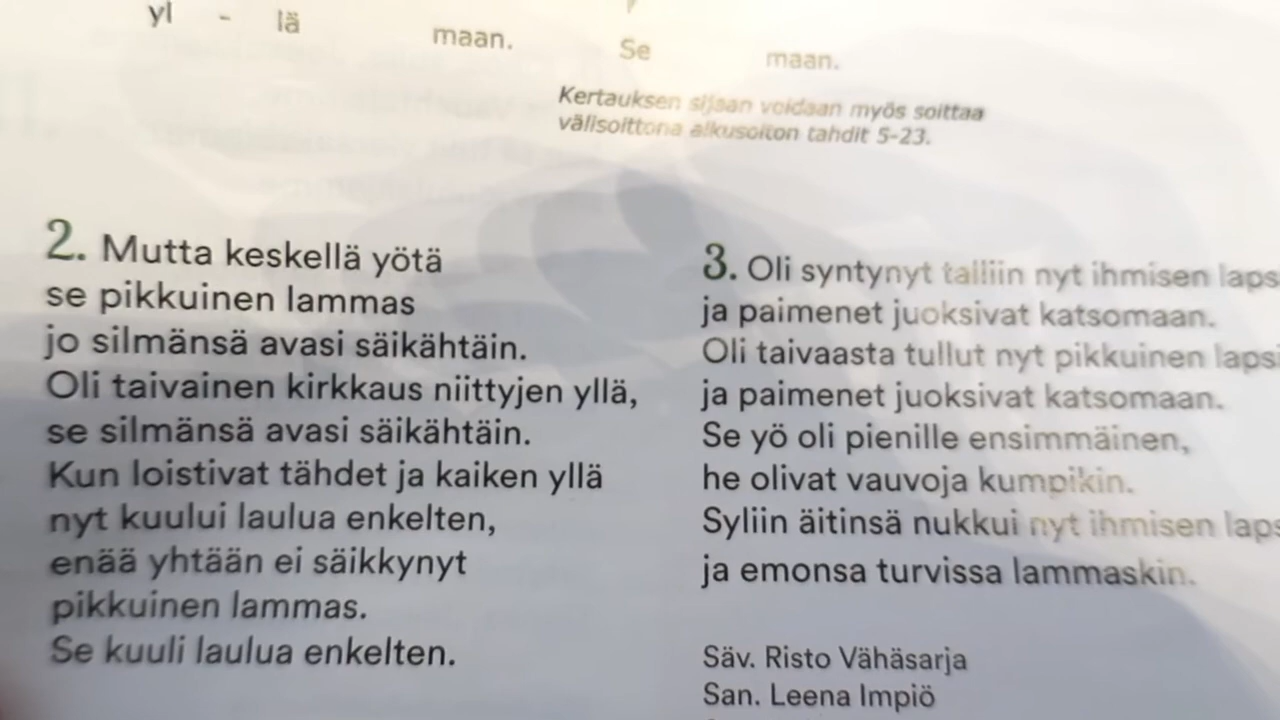 yl - lä maan. Se maan.
Kertauksen sijaan voidaan myös soittaa
välisoittona alkusoiton tahdit 5-23.
2. Mutta keskellä yötä
se pikkuinen lammas
jo silmänsä avasi säikähtäin.
Oli taivainen kirkkaus niittyjen yllä,
se silmänsä avasi säikähtäin.
Kun loistivat tähdet ja kaiken yllä
nyt kuului laulua enkelten,
enää yhtään ei säikkynyt
pikkuinen lammas.
Se kuuli laulua enkelten.
3. Oli syntynyt talliin nyt ihmisen laps
ja paimenet juoksivat katsomaan.
Oli taivaasta tullut nyt pikkuinen lapsi
ja paimenet juoksivat katsomaan.
Se yö oli pienille ensimmäinen,
he olivat vauvoja kumpikin.
Syliin äitinsä nukkui nyt ihmisen laps
ja emonsa turvissa lammaskin.
Säv. Risto Vähäsarja
San. Leena Impiö